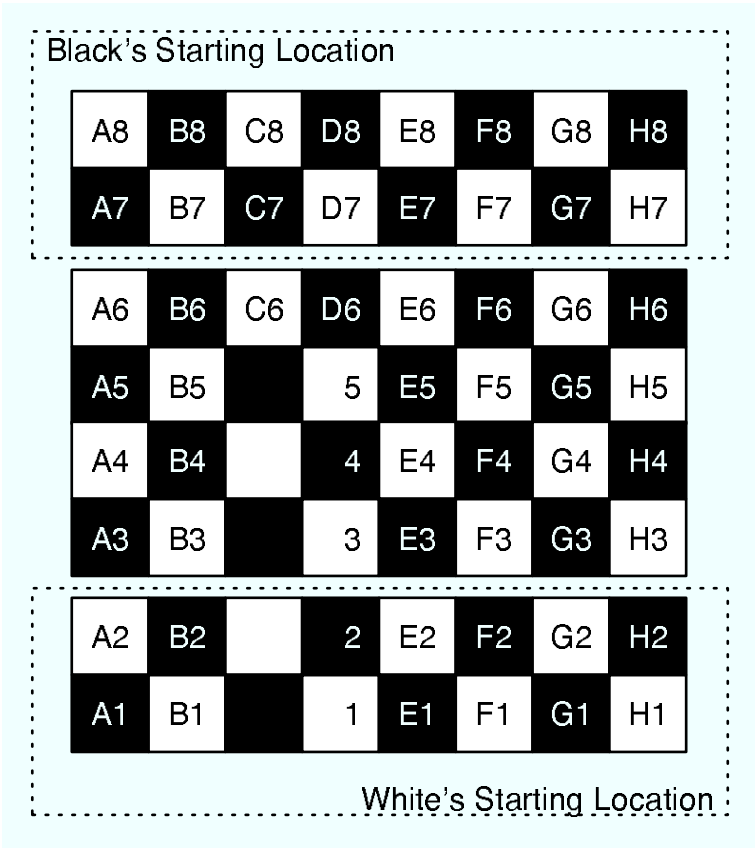 Black's Starting Location
A8 B8 C8 D8 E8 F8 G8 H8
A7 B7 C7 D7 E7 F7 G7 H7
A6 B6 C6 D6 E6 F6 G6 H6
A5 B5 5 E5 F5 G5 H5
A4 B4 4 E4 F4 G4 H4
A3 B3 3 E3 F3 G3 H3
A2 B2 2 E2 F2 G2 H2
A1 B1 1 E1 F1 G1 H1
White's Starting Location